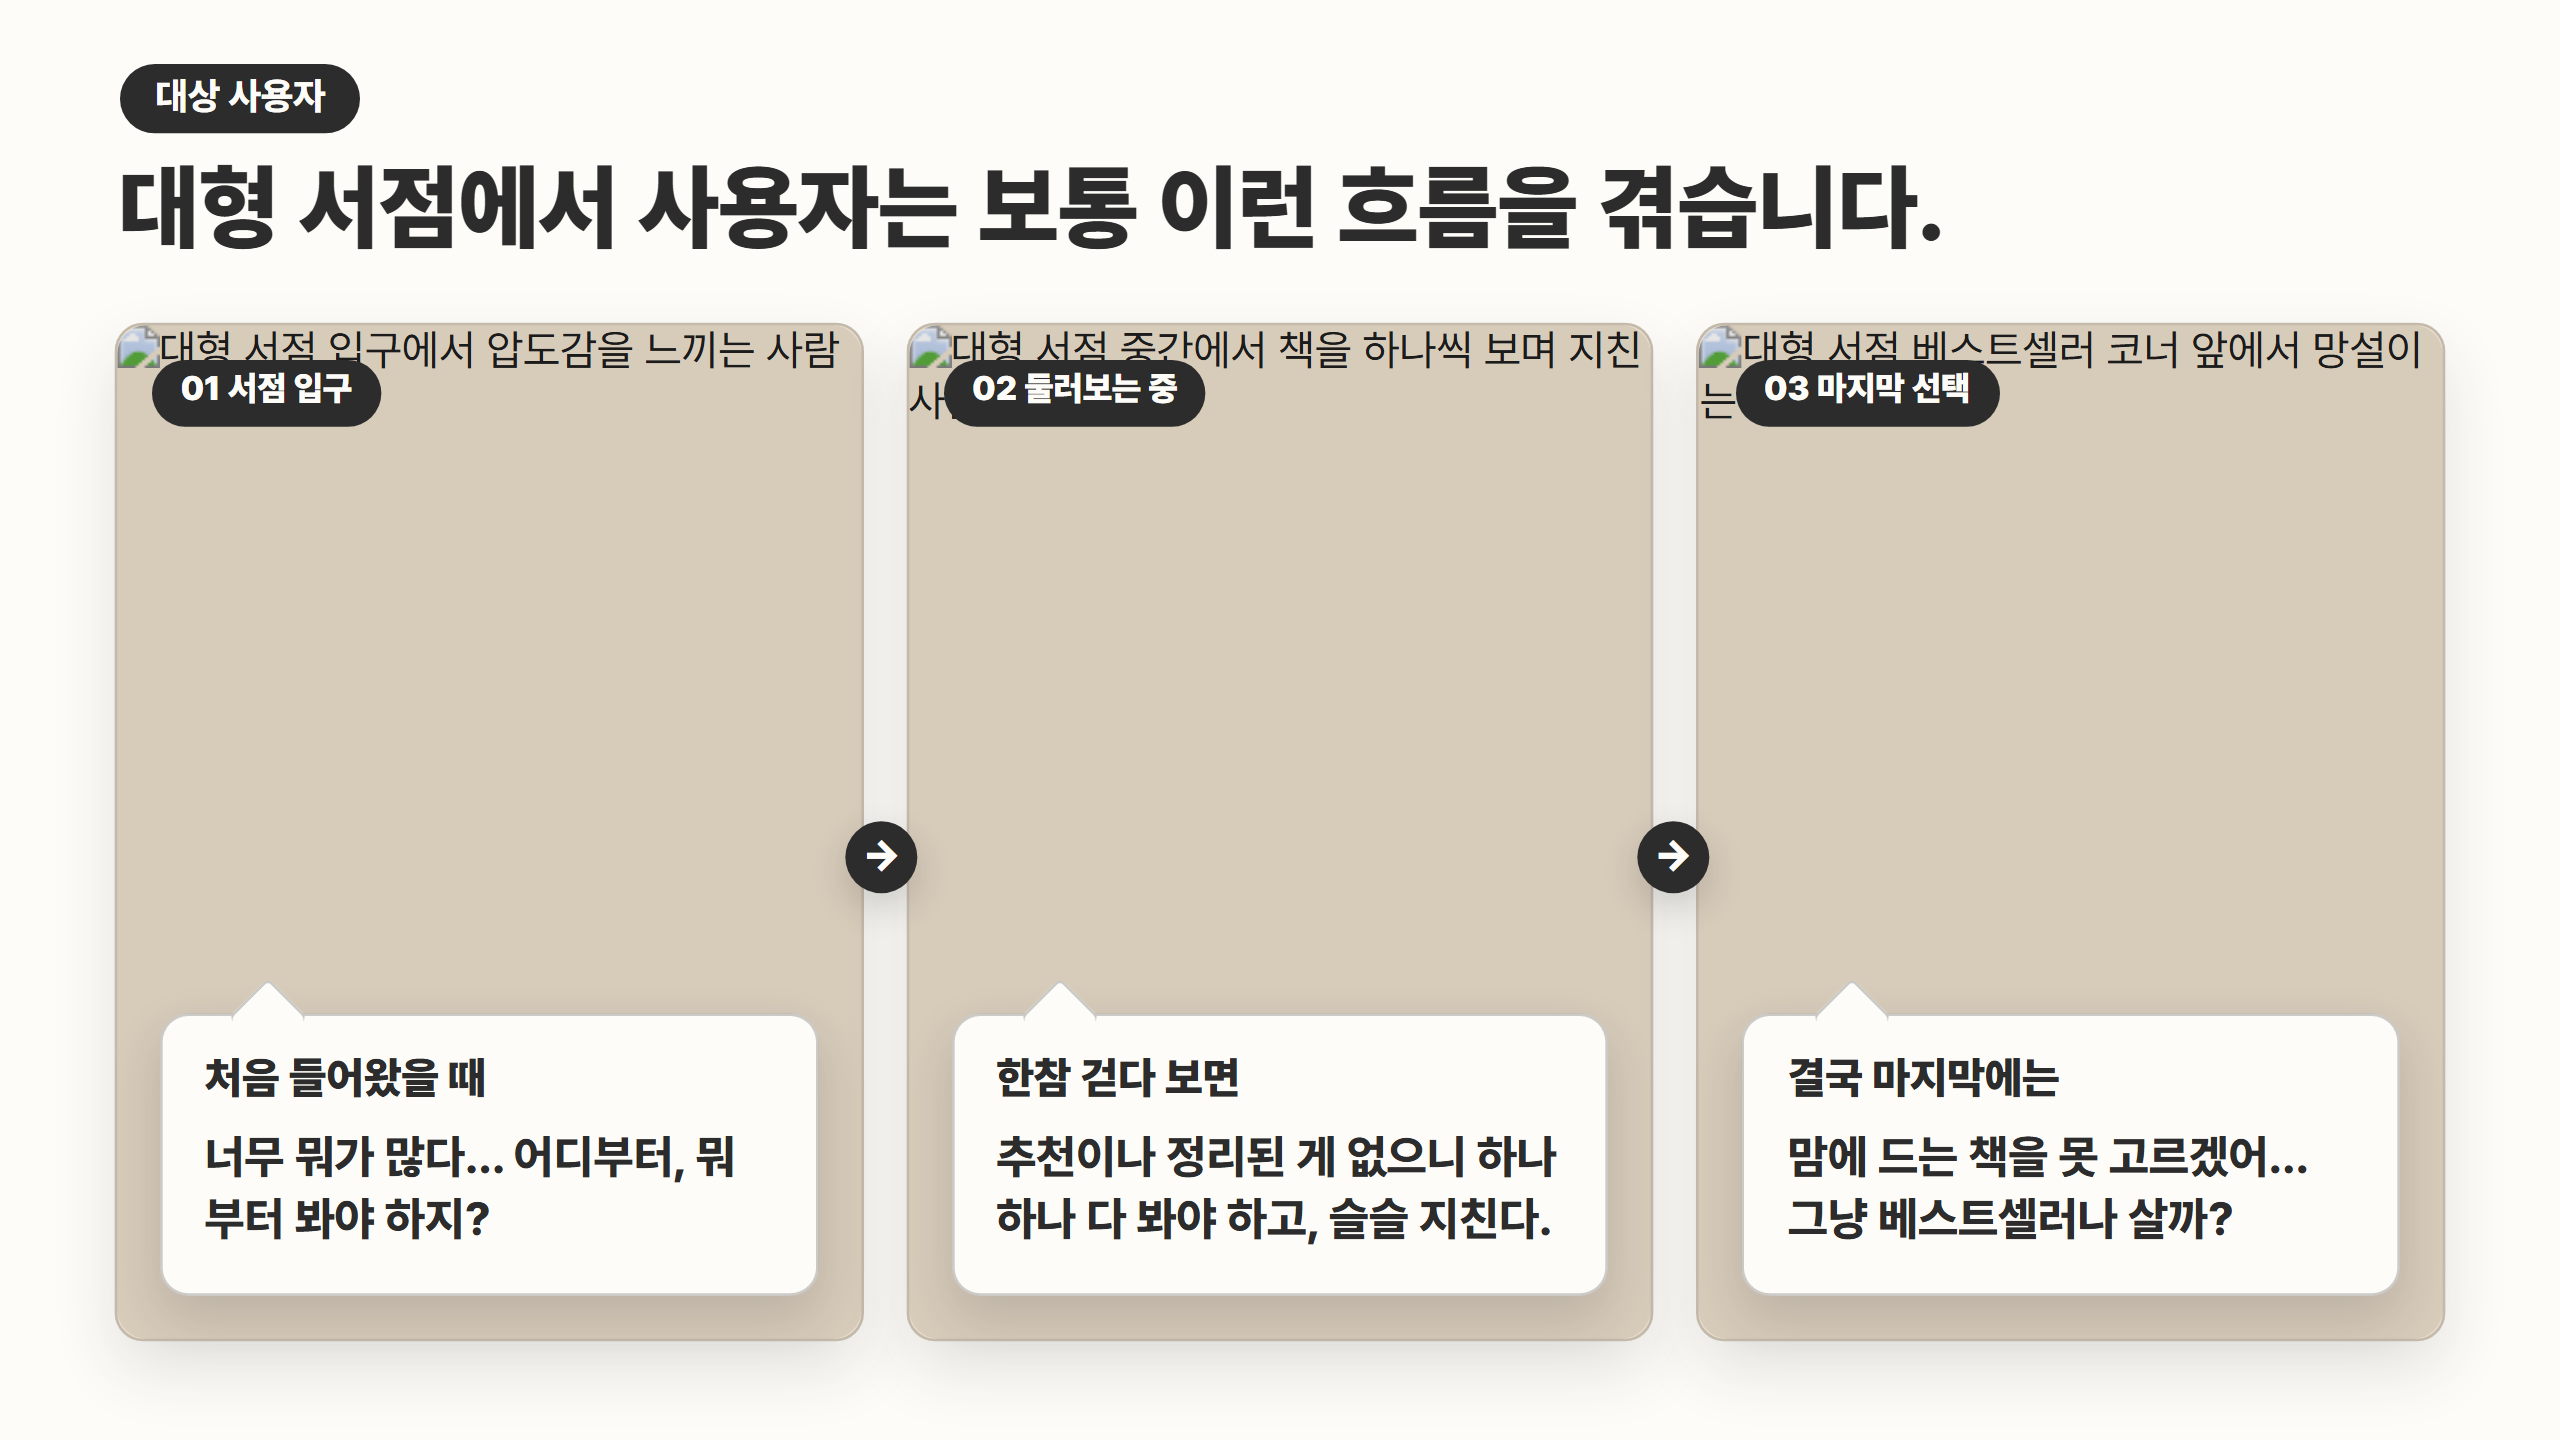 대상 사용자
대형 서점에서 사용자는 보통 이런 흐름을 겪습니다.
대형 서점 입구에서 압도감을 느끼는 사람
01 서점 입구
처음 들어왔을 때
너무 뭐가 많다... 어디부터, 뭐
부터 봐야 하지?
대형 서점 중간에서 책을 하나씩 보며 지친
02 둘러보는 중
한참 걷다 보면
추천이나 정리된 게 없으니 하나
하나 다 봐야 하고, 슬슬 지친다.
대형 서점 베스트셀러 코너 앞에서 망설이
는
03 마지막 선택
결국 마지막에는
맘에 드는 책을 못 고르겠어...
그냥 베스트셀러나 살까?